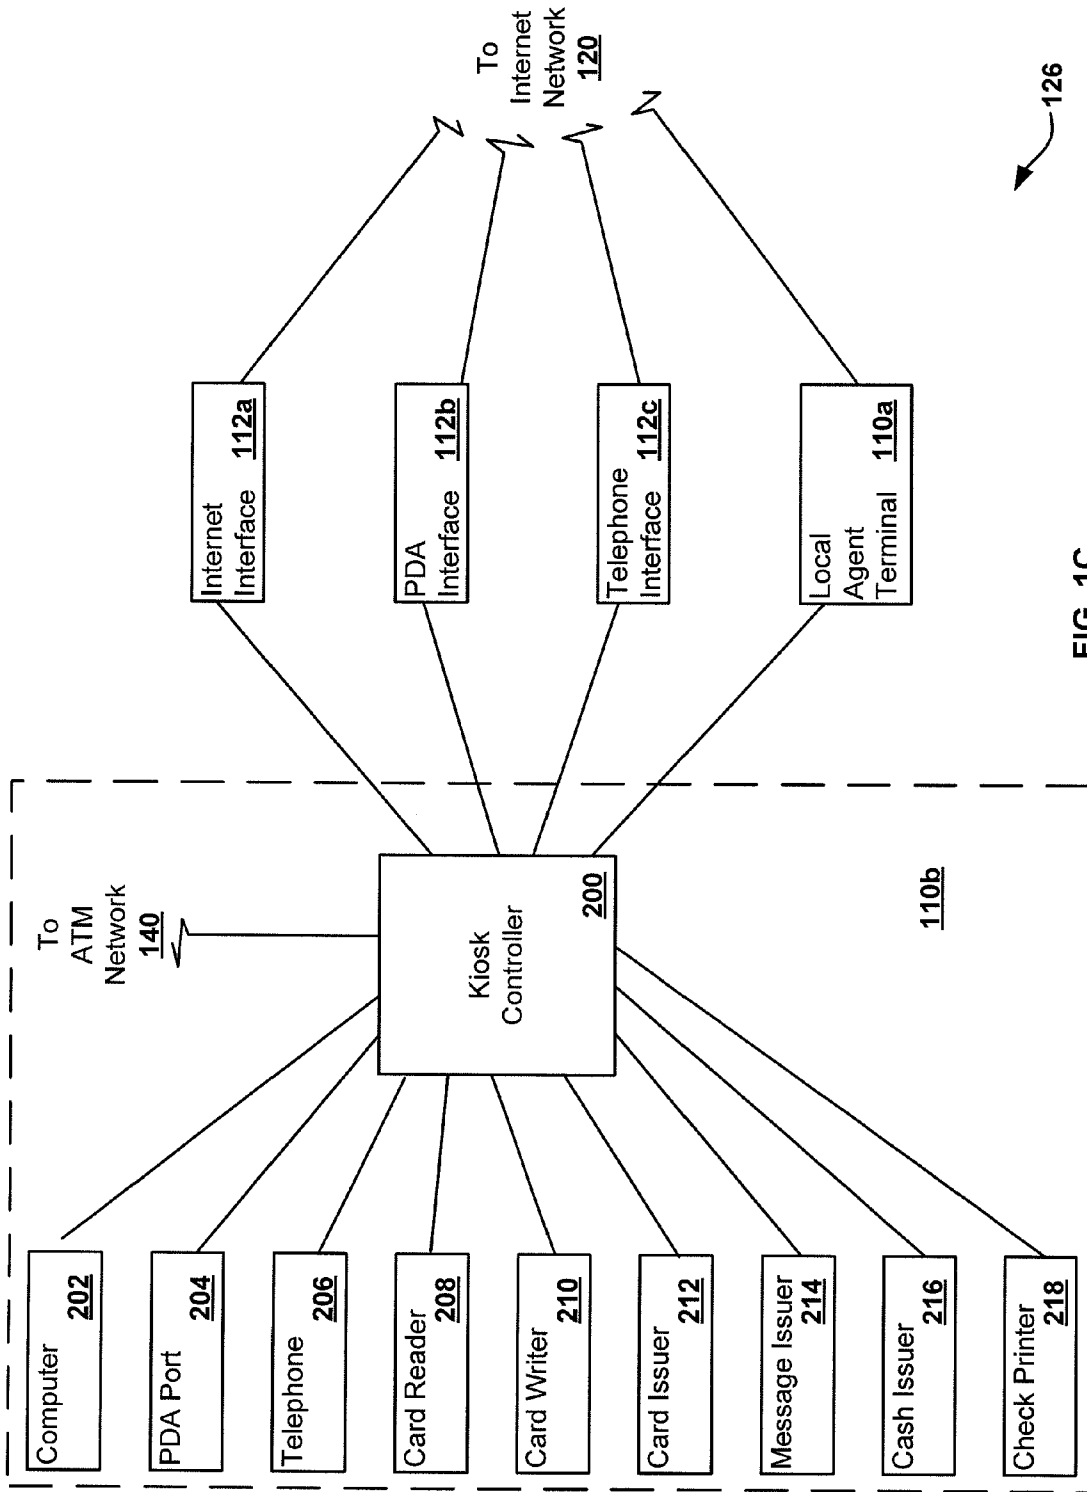 Computer
202
PDA Port
204
Telephone
206
Card Reader
208
Card Writer
210
Card Issuer
212
Message Issuer
214
Cash Issuer
216
Check Printer
218
To
ATM
Network
140
Kiosk
Controller
200
110b
Internet
Interface 112a
PDA
Interface 112b
Telephone
Interface 112c
Local
Agent
Terminal 110a
To
Internet
Network
120
126
FIG. 1C